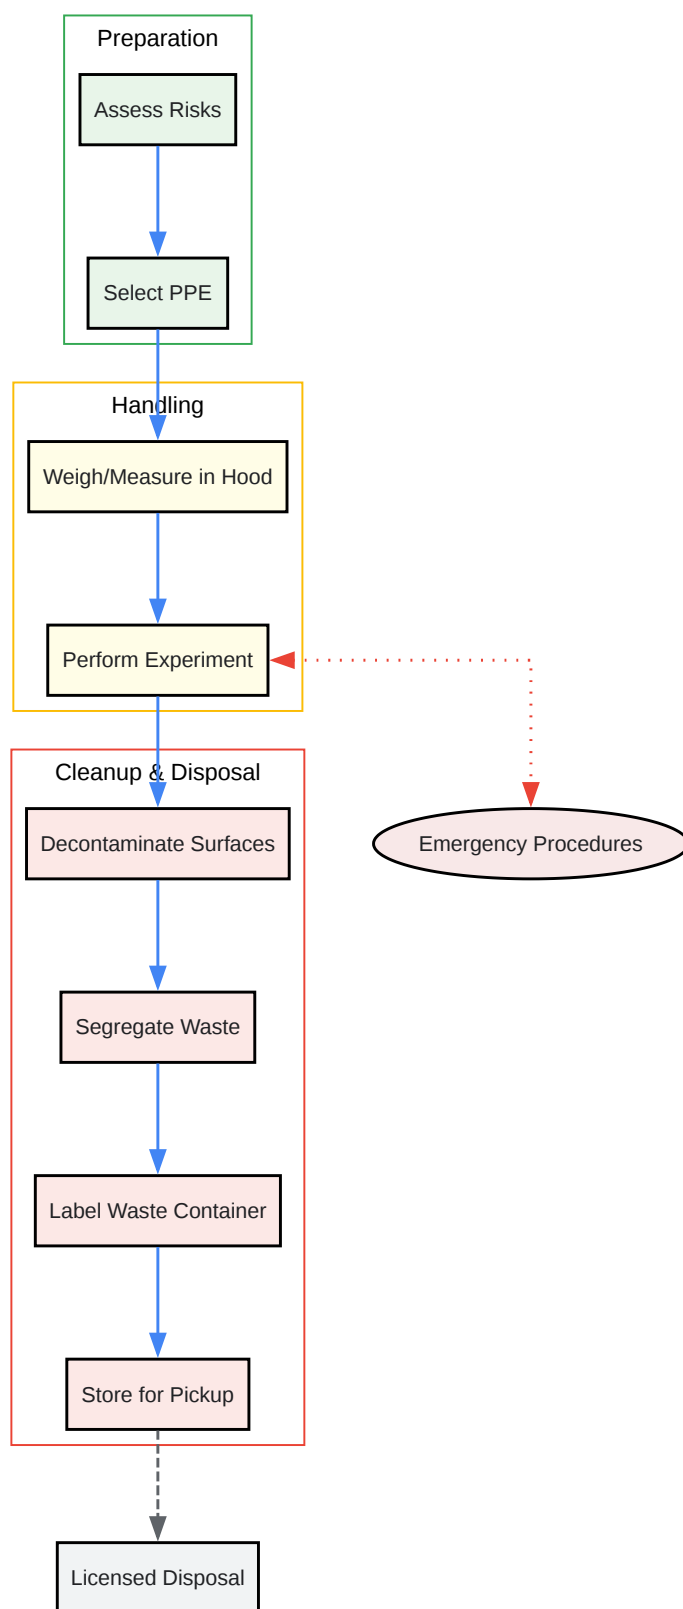 Preparation
Assess Risks
Select PPE
Handling
Weigh/Measure in Hood
Perform Experiment
Cleanup & Disposal
Decontaminate Surfaces
Emergency Procedures
Segregate Waste
Label Waste Container
Store for Pickup
Licensed Disposal